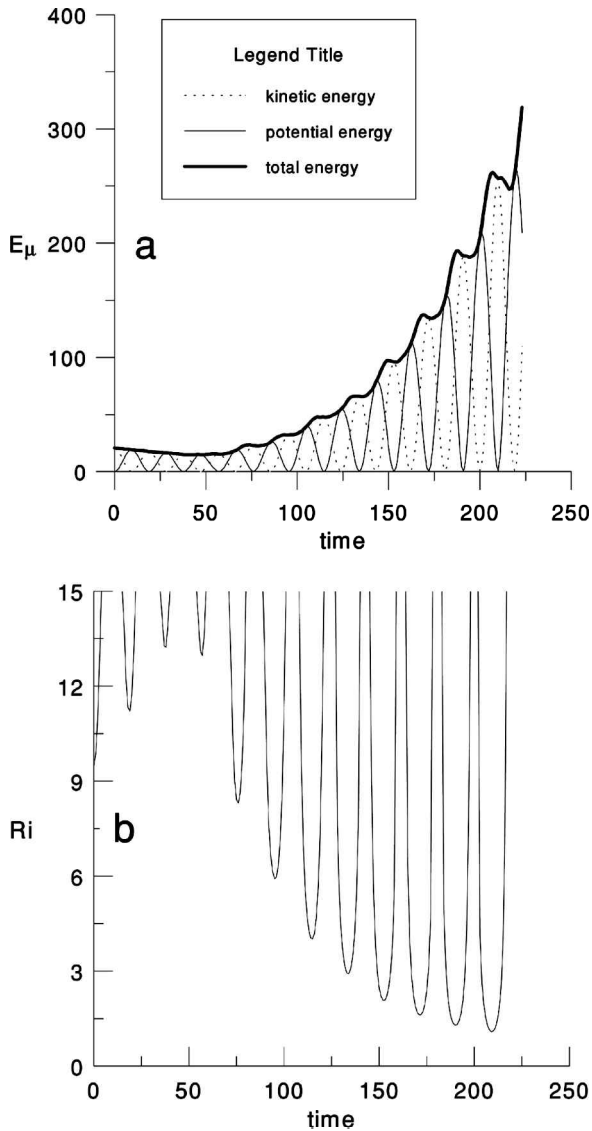 400
300
200
100
0
Eμ
a
Legend Title
kinetic energy
potential energy
total energy
0 50 100 150 200 250
time
15
12
9
6
3
0
Ri
b
0 50 100 150 200 250
time